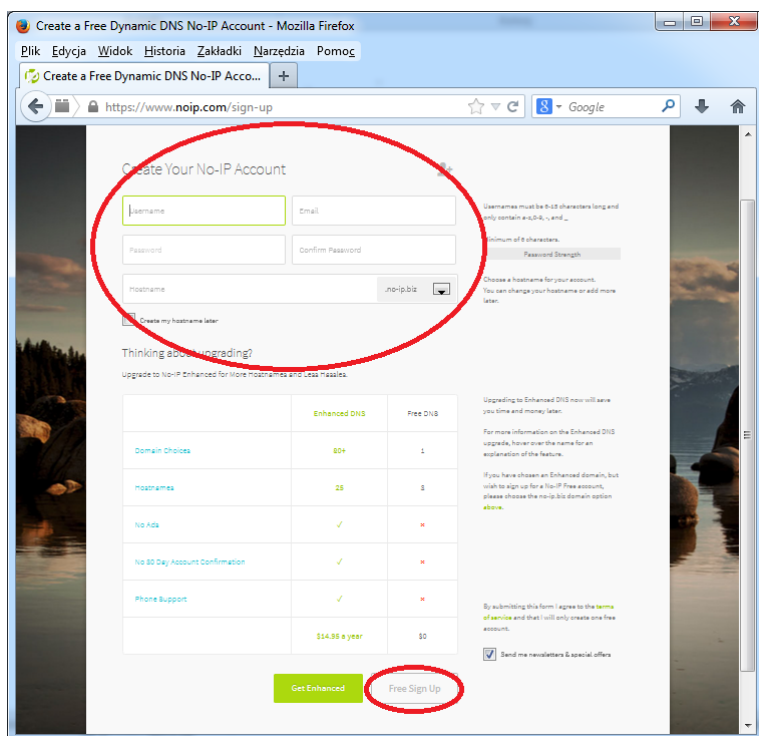 Create a Free Dynamic DNS No-IP Account - Mozilla Firefox
Plik Edycja Widok Historia Zakładki Narzędzia Pomoc
Create a Free Dynamic DNS No-IP Acco...
https://www.noip.com/sign-up
Google
Create Your No-IP Account
Username Email
Password Confirm Password
Hostname .no-ip.biz
Create my hostname later
Usernames must be 6-15 characters long and
only contain a-z,0-9, -, and _
Minimum of 6 characters.
Password Strength
Choose a hostname for your account.
You can change your hostname or add more
later.
Thinking about upgrading?
Upgrade to No-IP Enhanced for More Hostnames and Less Hassles.
Enhanced DNS Free DNS
Domain Choices 80+ 1
Hostnames 25 3
No Ads ✓ ×
No 30 Day Account Confirmation ✓ ×
Phone Support ✓ ×
$14.95 a year $0
Upgrading to Enhanced DNS now will save
you time and money later.
For more information on the Enhanced DNS
upgrade, hover over the name for an
explanation of the feature.
If you have chosen an Enhanced domain, but
wish to sign up for a No-IP Free account,
please choose the no-ip.biz domain option
above.
By submitting this form I agree to the terms
of service and that I will only create one free
account.
Send me newsletters & special offers
Get Enhanced Free Sign Up